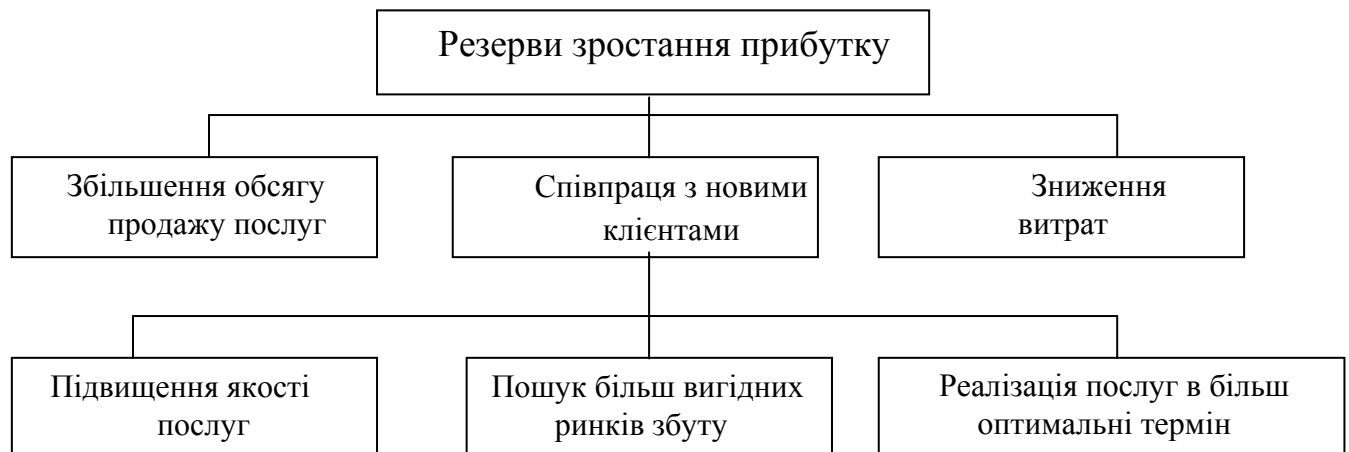 Резерви зростання прибутку
Збільшення обсягу
продажу послуг
Співпраця з новими
клієнтами
Зниження
витрат
Підвищення якості
послуг
Пошук більш вигідних
ринків збуту
Реалізація послуг в більш
оптимальні термін